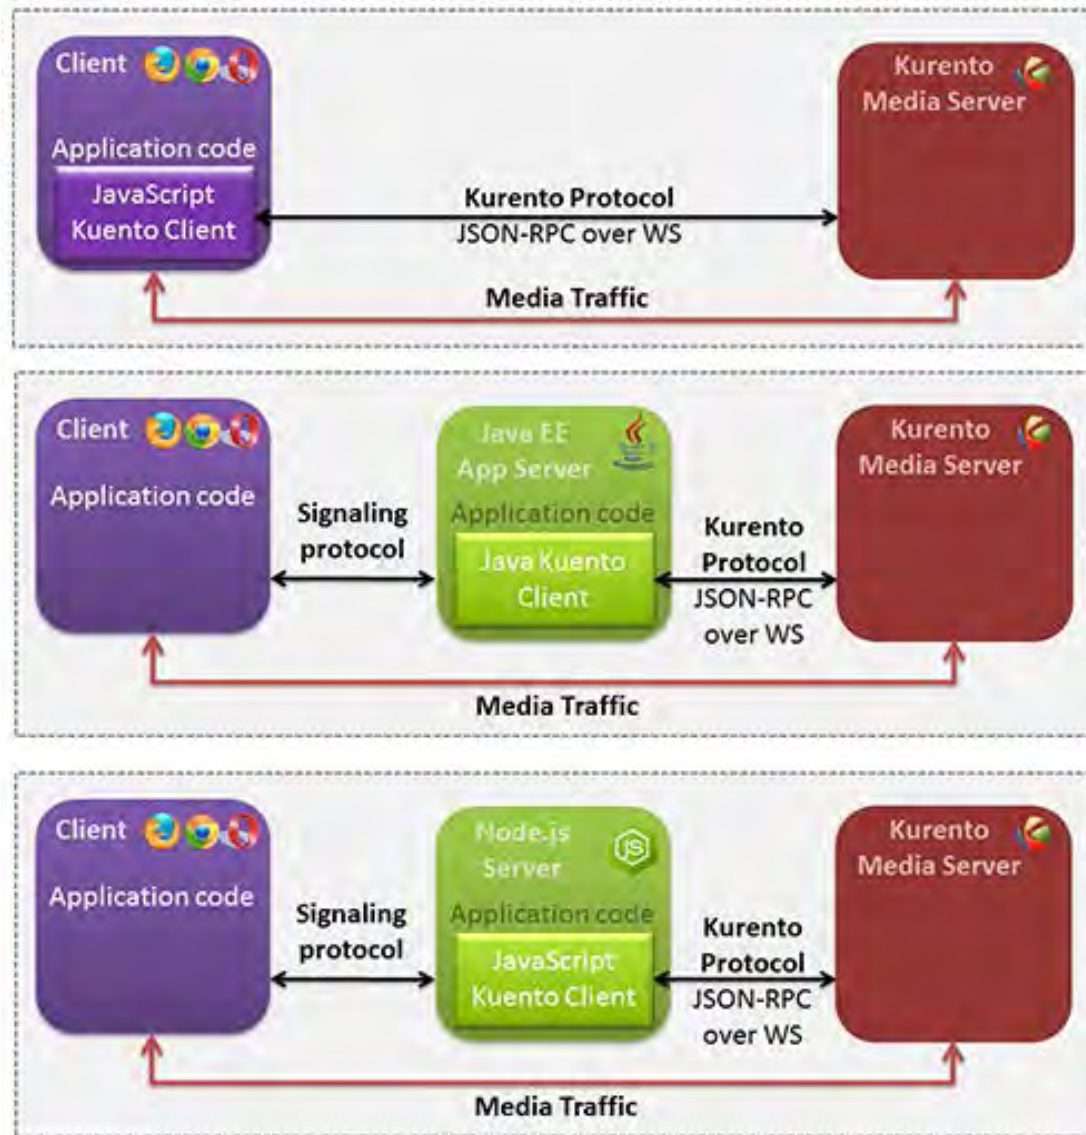 Client
Kurento
Media Server
Application code
JavaScript
Kuento Client
Kurento Protocol
JSON-RPC over WS
Media Traffic
Client
Java EE
App Server
Kurento
Media Server
Application code
Signaling
protocol
Application code
Java Kuento
Client
Kurento
Protocol
JSON-RPC
over WS
Media Traffic
Client
Node.js
Server
JS
Kurento
Media Server
Application code
Signaling
protocol
Application code
JavaScript
Kuento Client
Kurento
Protocol
JSON-RPC
over WS
Media Traffic